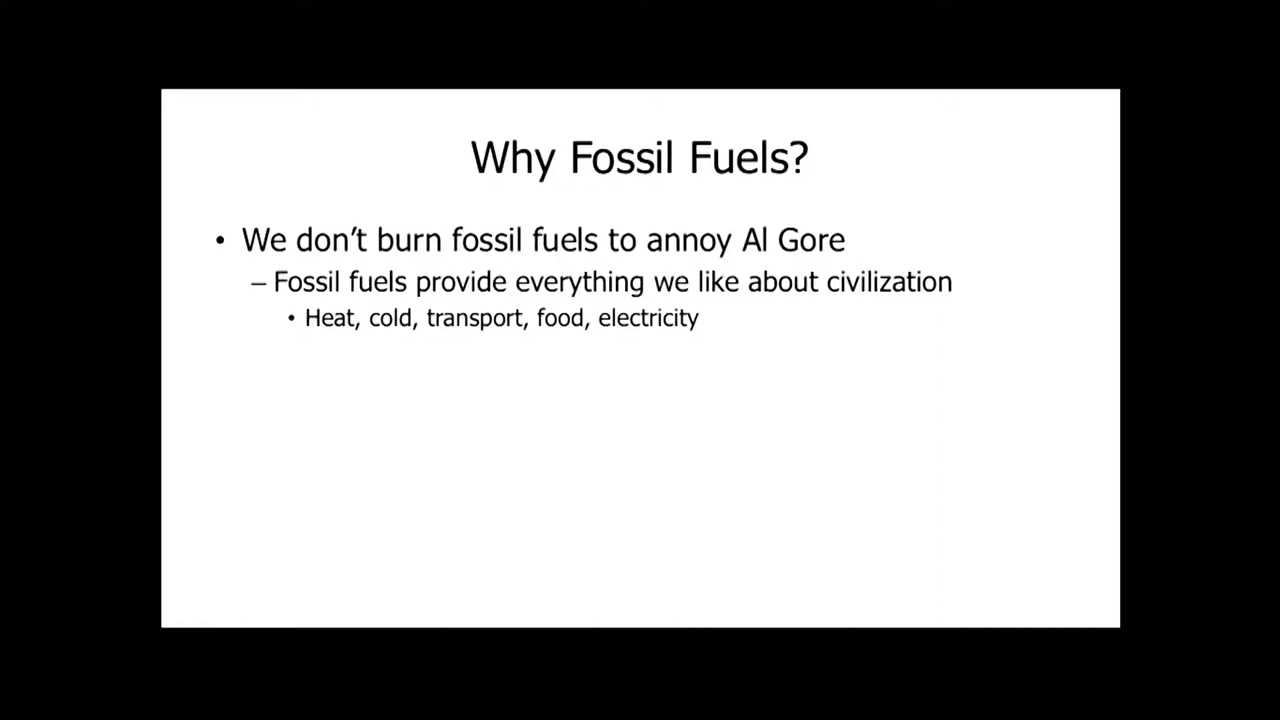 Why Fossil Fuels?
• We don't burn fossil fuels to annoy Al Gore
– Fossil fuels provide everything we like about civilization
• Heat, cold, transport, food, electricity